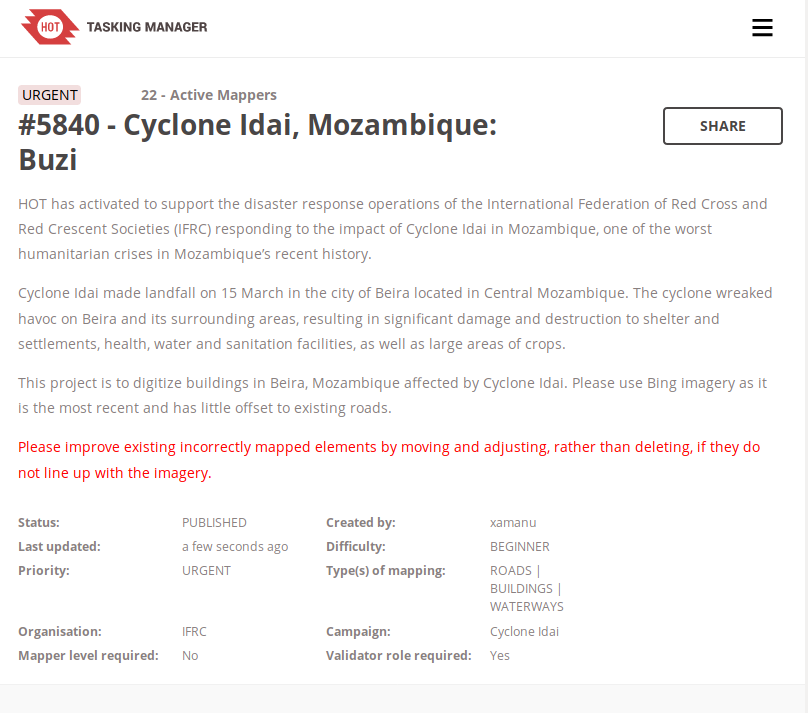 HOT TASKING MANAGER
URGENT 22 - Active Mappers
#5840 - Cyclone Idai, Mozambique:
Buzi
SHARE
HOT has activated to support the disaster response operations of the International Federation of Red Cross and
Red Crescent Societies (IFRC) responding to the impact of Cyclone Idai in Mozambique, one of the worst
humanitarian crises in Mozambique’s recent history.
Cyclone Idai made landfall on 15 March in the city of Beira located in Central Mozambique. The cyclone wreaked
havoc on Beira and its surrounding areas, resulting in significant damage and destruction to shelter and
settlements, health, water and sanitation facilities, as well as large areas of crops.
This project is to digitize buildings in Beira, Mozambique affected by Cyclone Idai. Please use Bing imagery as it
is the most recent and has little offset to existing roads.
Please improve existing incorrectly mapped elements by moving and adjusting, rather than deleting, if they do
not line up with the imagery.
Status: PUBLISHED Created by: xamanu
Last updated: a few seconds ago Difficulty: BEGINNER
Priority: URGENT Type(s) of mapping: ROADS |
BUILDINGS |
WATERWAYS
Organisation: IFRC Campaign: Cyclone Idai
Mapper level required: No Validator role required: Yes